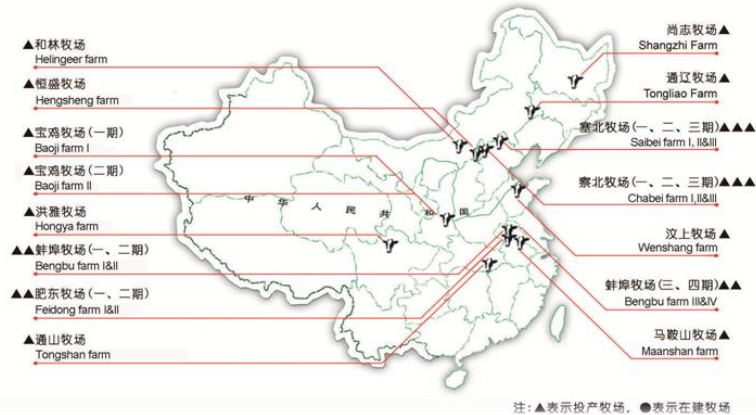 ▲和林牧场
Helingeer farm
▲恒盛牧场
Hengsheng farm
▲宝鸡牧场(一期)
Baoji farm I
▲宝鸡牧场(二期)
Baoji farm II
▲洪雅牧场
Hongya farm
▲▲蚌埠牧场(一、二期)
Bengbu farm I&II
▲▲肥东牧场(一、二期)
Feidong farm I&II
▲通山牧场
Tongshan farm
中华人民共和国
尚志牧场▲
Shangzhi Farm
通辽牧场▲
Tongliao Farm
塞北牧场(一、二、三期)▲▲▲
Saibei farm I, II&III
察北牧场(一、二、三期)▲▲▲
Chabei farm I,II&III
汶上牧场▲
Wenshang farm
蚌埠牧场(三、四期)▲▲
Bengbu farm III&IV
马鞍山牧场▲
Maanshan farm
注:▲表示投产牧场,●表示在建牧场